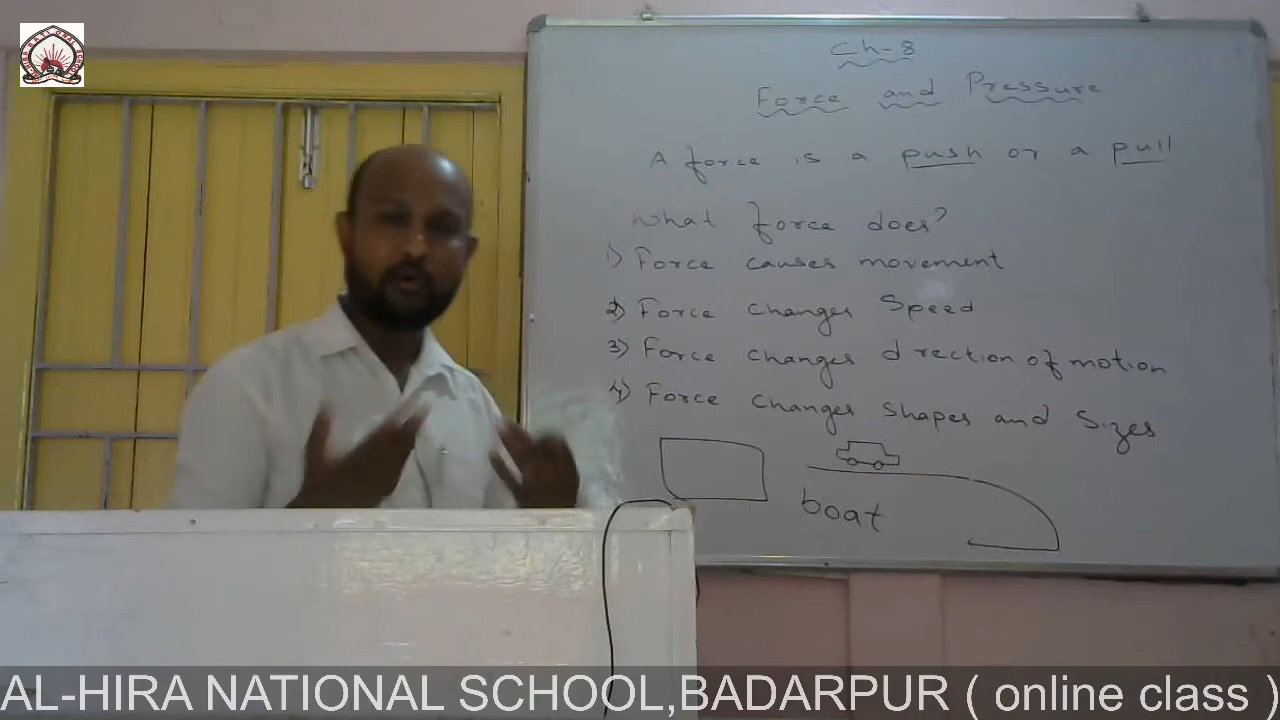 Ch-8
Force and Pressure
A force is a push or a pull
What force does?
1) Force causes movement
2) Force changes Speed
3) Force changes d rection of motion
4) Force changes shapes and Sizes
boat
AL-HIRA NATIONAL SCHOOL,BADARPUR ( online class )